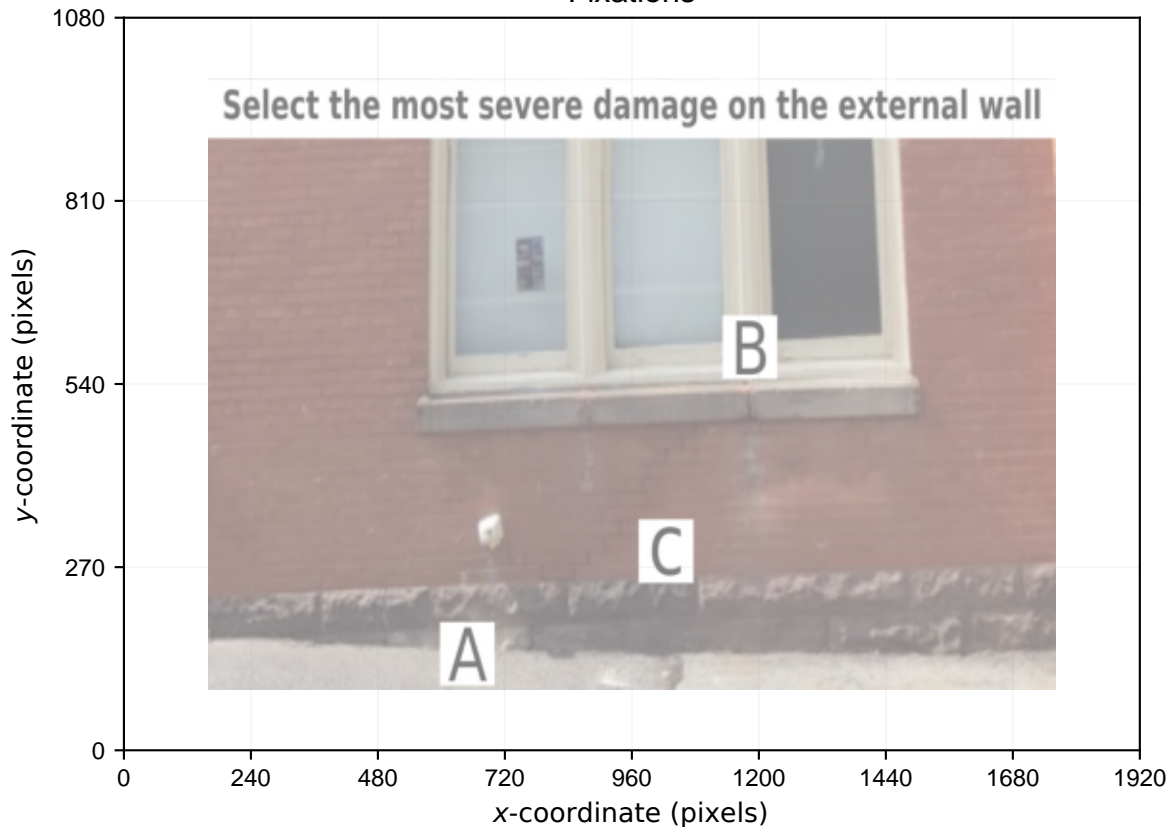 Fixations
1080
Select the most severe damage on the external wall
810
B
540
C
270
A
0
0 240 480 720 960 1200 1440 1680 1920
y-coordinate (pixels)
x-coordinate (pixels)